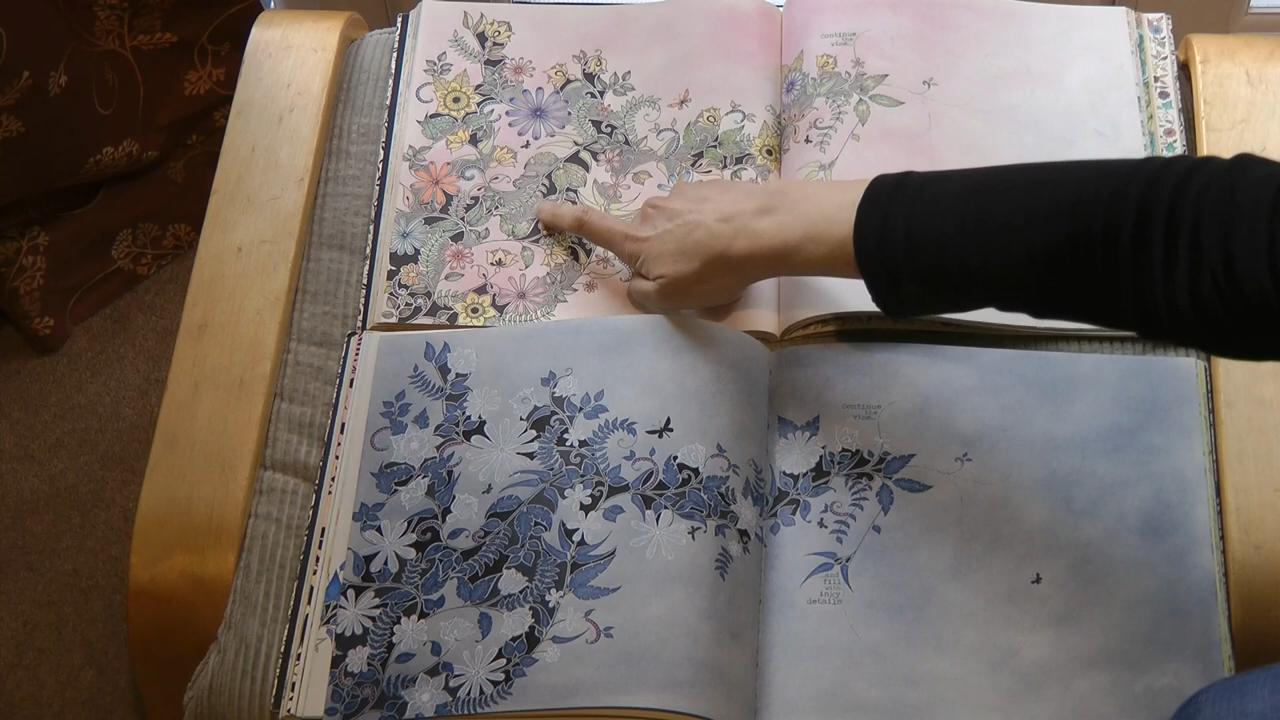 continue
the
vine...
continue
the
vine...
...and
fill
with
inky
details